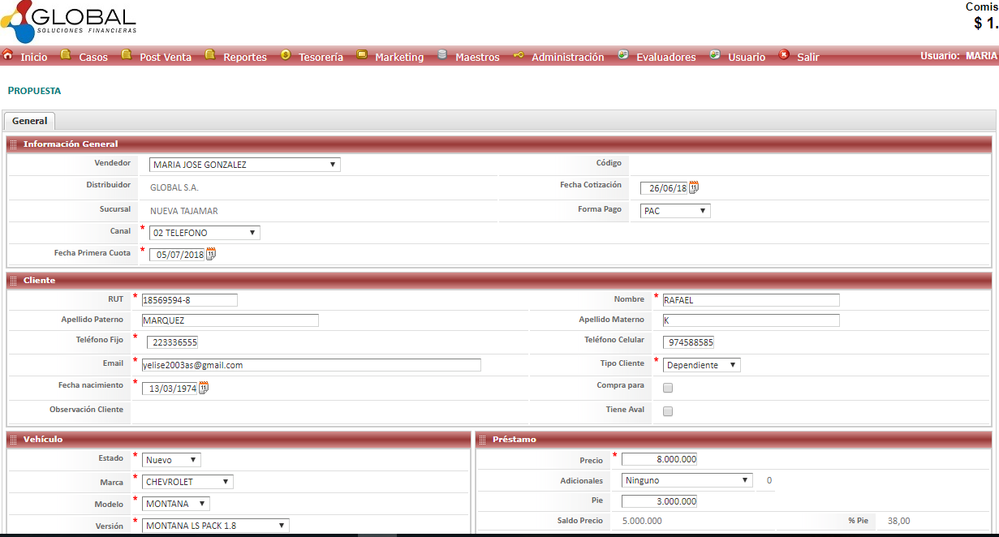 GLOBAL
SOLUCIONES FINANCIERAS
Comis
$ 1.
Inicio Casos Post Venta Reportes Tesorería Marketing Maestros Administración Evaluadores Usuario Salir Usuario: MARIA
PROPUESTA
General
Información General
Vendedor MARIA JOSE GONZALEZ Código
Distribuidor GLOBAL S.A. Fecha Cotización 26/06/18
Sucursal NUEVA TAJAMAR Forma Pago PAC
Canal * 02 TELEFONO
Fecha Primera Cuota * 05/07/2018
Cliente
RUT * 18569594-8 Nombre * RAFAEL
Apellido Paterno MARQUEZ Apellido Materno K
Teléfono Fijo * 223336555 Teléfono Celular 974588585
Email * yelise2003as@gmail.com Tipo Cliente * Dependiente
Fecha nacimiento * 13/03/1974 Compra para
Observación Cliente Tiene Aval
Vehículo Préstamo
Estado * Nuevo Precio * 8.000.000
Marca * CHEVROLET Adicionales Ninguno 0
Modelo * MONTANA Pie 3.000.000
Versión * MONTANA LS PACK 1.8 Saldo Precio 5.000.000 % Pie 38,00